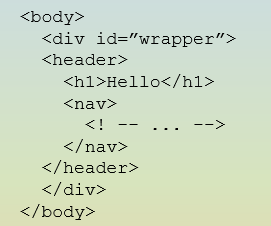 <body>
<div id=”wrapper”>
<header>
<h1>Hello</h1>
<nav>
<! -- ... -->
</nav>
</header>
</div>
</body>